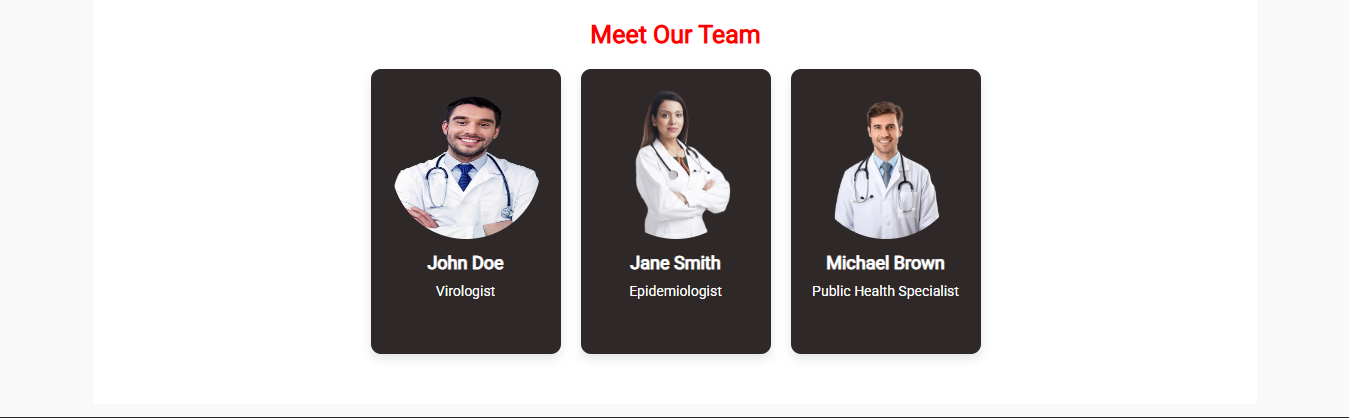 Meet Our Team
John Doe
Virologist
Jane Smith
Epidemiologist
Michael Brown
Public Health Specialist